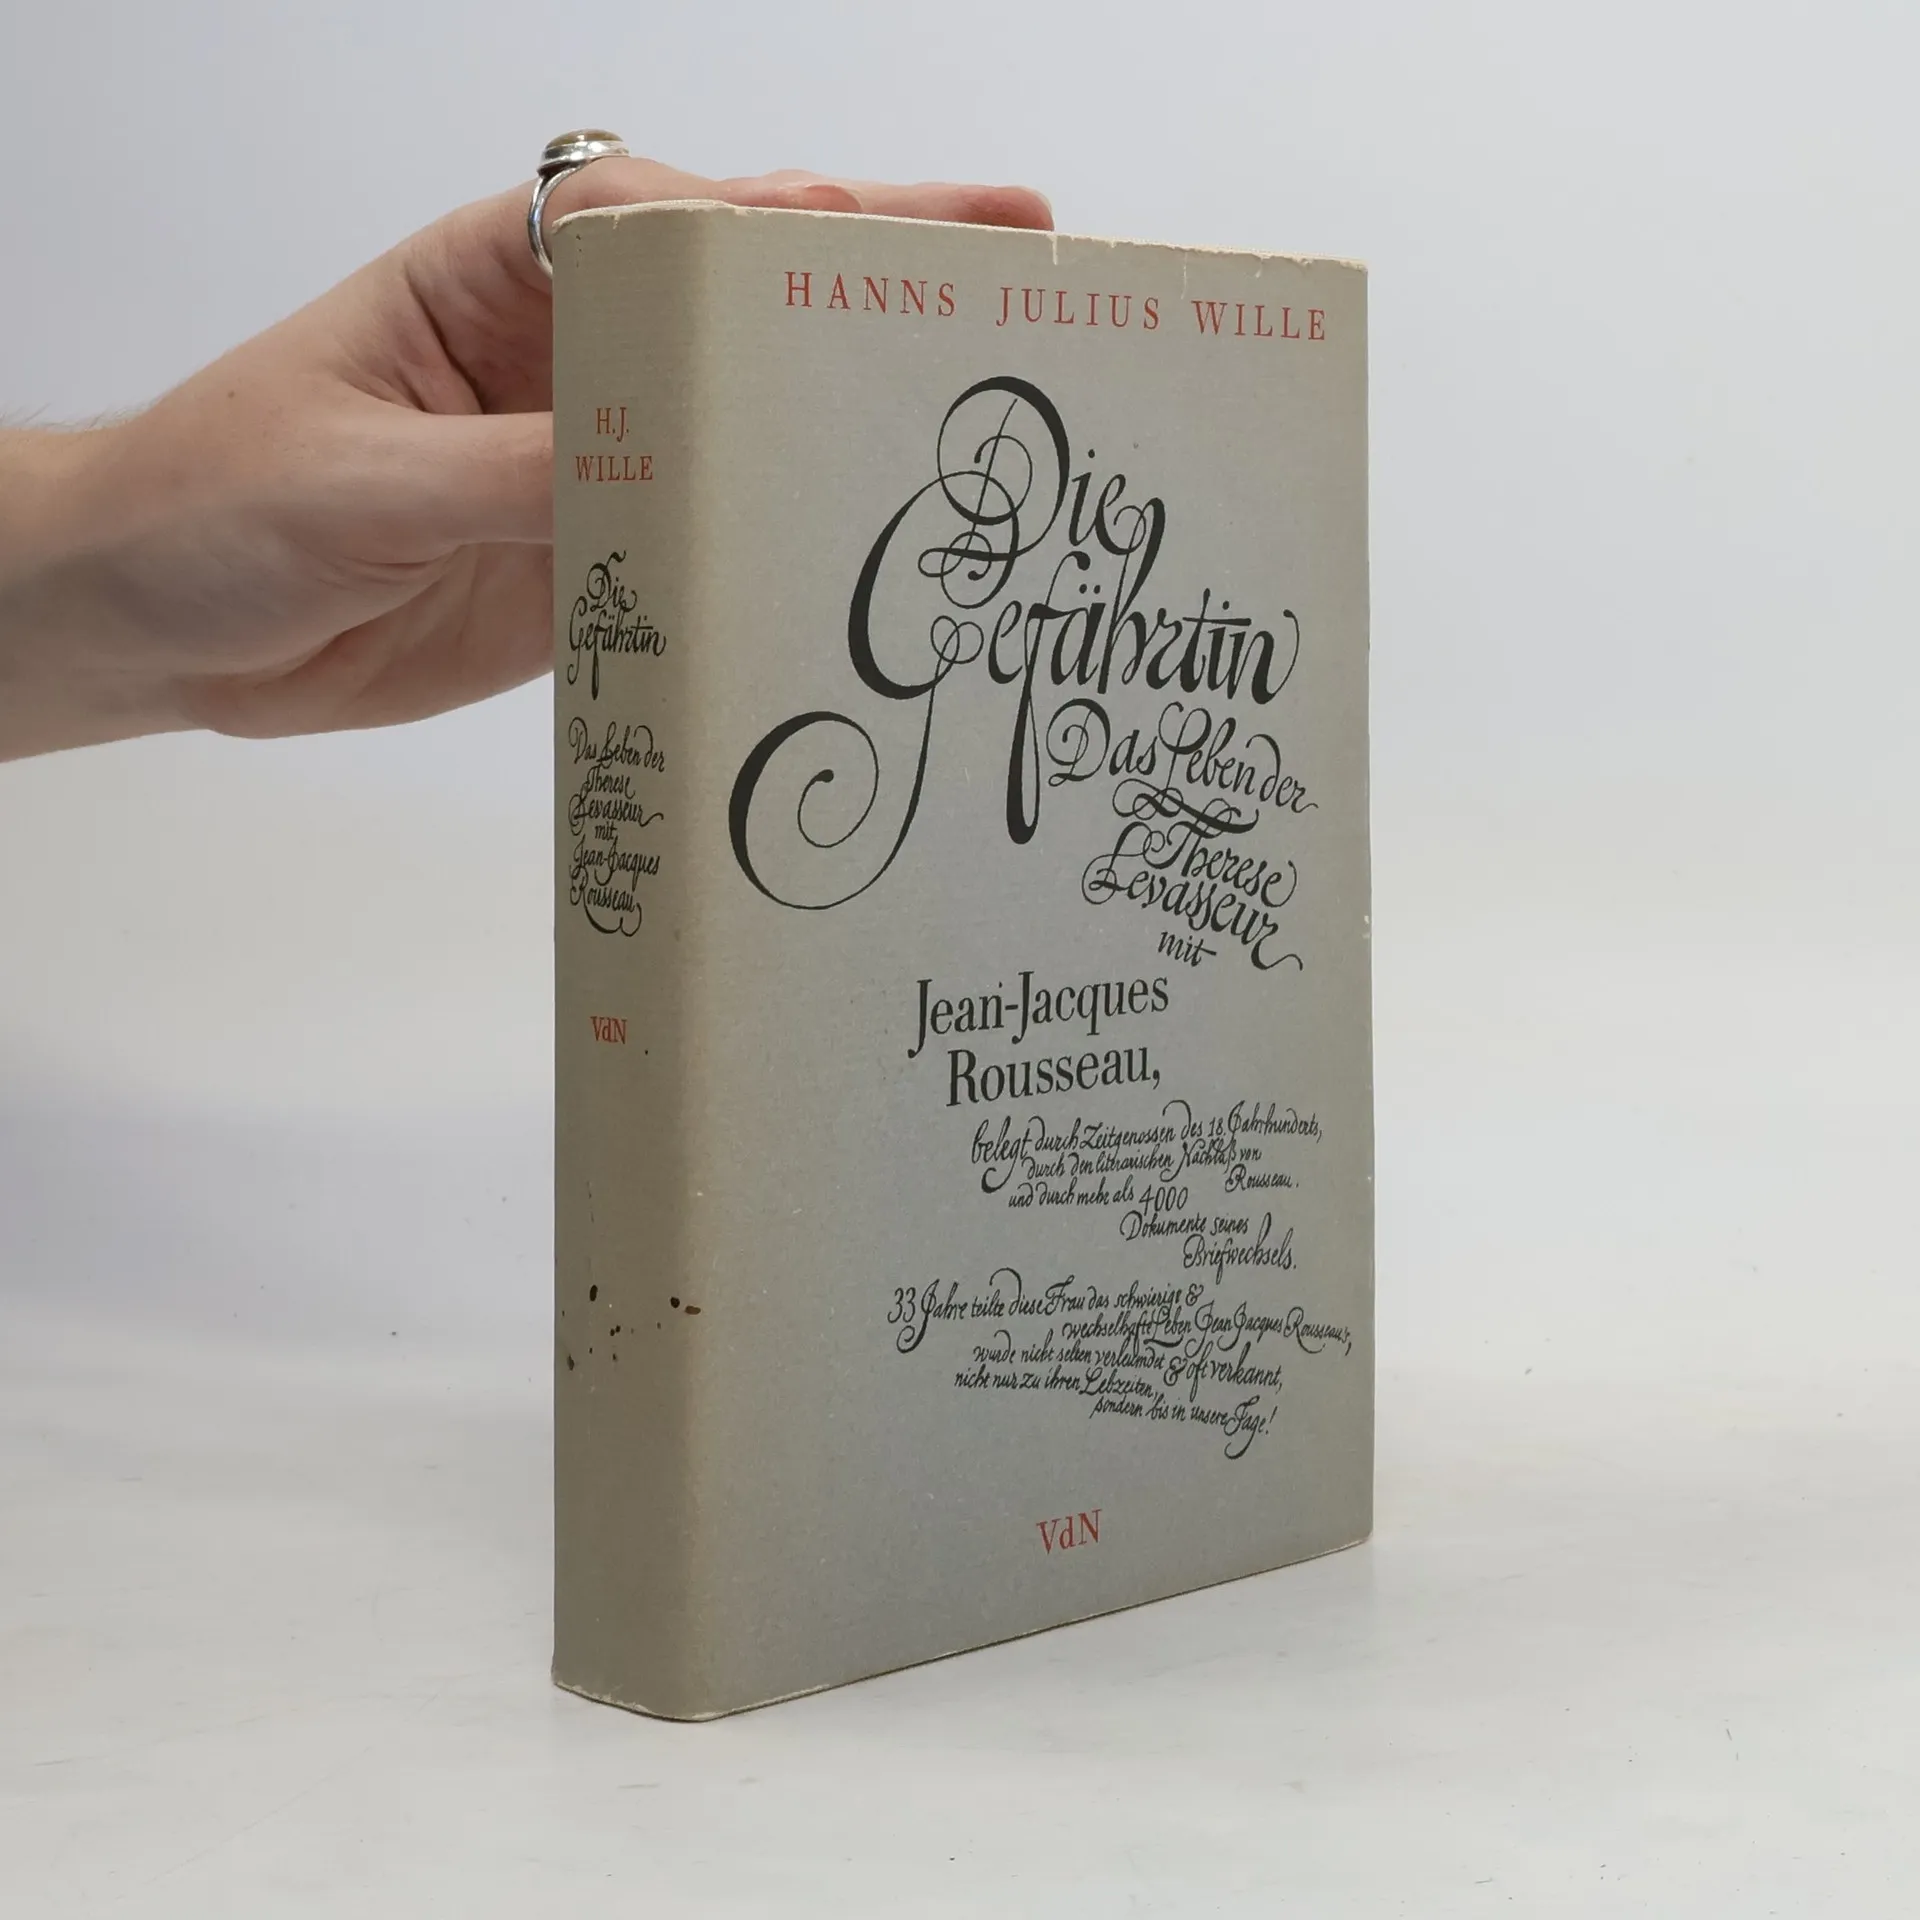 H.J.
WILLE
Die
Gefährtin
Das Leben der
Therese
Levasseur
mit
Jean-Jacques
Rousseau
VdN
HANNS JULIUS WILLE
Die
Gefährtin
Das Leben der
Therese
Levasseur
mit
Jean-Jacques
Rousseau,
belegt durch Zeitgenossen des 18. Jahrhunderts,
durch den literarischen Nachlaß von
Rousseau.
und durch mehr als 4000
Dokumente seines
Briefwechsels.
33 Jahre teilte diese Frau das schwierige &
wechselhafte Leben Jean Jacques Rousseau's,
wurde nicht selten verleumdet & oft verkannt,
nicht nur zu ihren Lebzeiten,
sondern bis in unsere Tage!
VdN